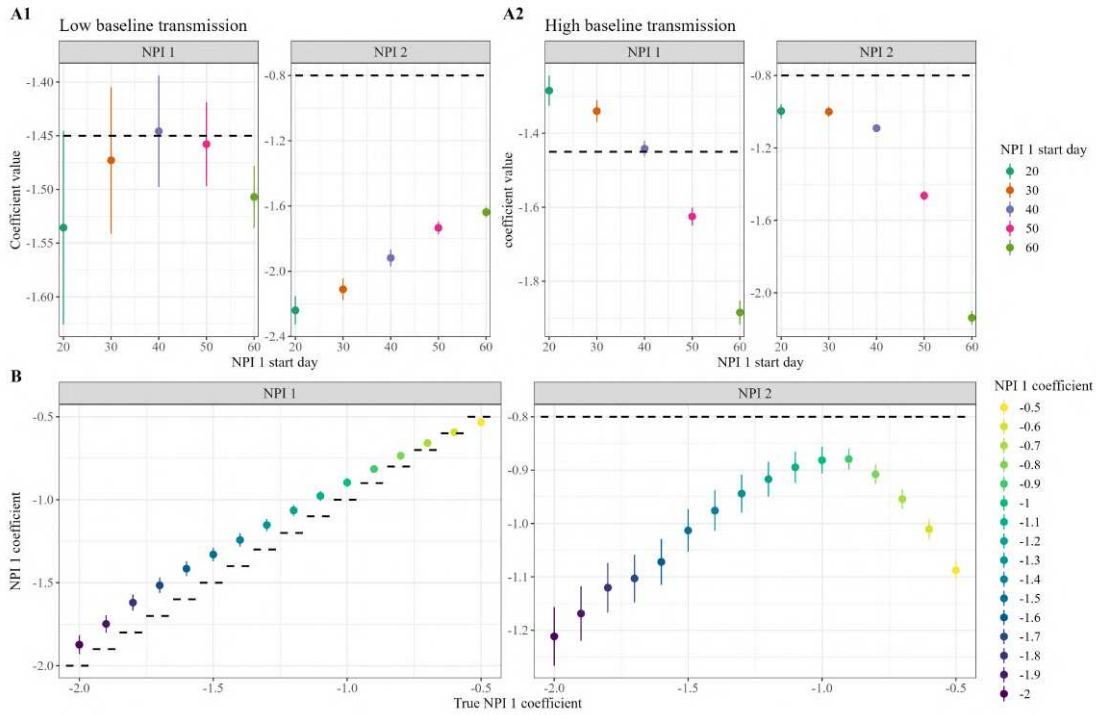 A1
Low baseline transmission
A2
High baseline transmission
NPI 1
NPI 2
NPI 1
NPI 2
Coefficient value
-1.40
-1.45
-1.50
-1.55
-1.60
-0.8
-1.2
-1.6
-2.0
-2.4
coefficient value
-1.4
-1.6
-1.8
-0.8
-1.2
-1.6
-2.0
20 30 40 50 60
20 30 40 50 60
20 30 40 50 60
20 30 40 50 60
NPI 1 start day
NPI 1 start day
NPI 1 start day
20
30
40
50
60
B
NPI 1
NPI 2
NPI 1 coefficient
-0.5
-1.0
-1.5
-2.0
-0.8
-0.9
-1.0
-1.1
-1.2
-2.0 -1.5 -1.0 -0.5
-2.0 -1.5 -1.0 -0.5
True NPI 1 coefficient
NPI 1 coefficient
-0.5
-0.6
-0.7
-0.8
-0.9
-1
-1.1
-1.2
-1.3
-1.4
-1.5
-1.6
-1.7
-1.8
-1.9
-2